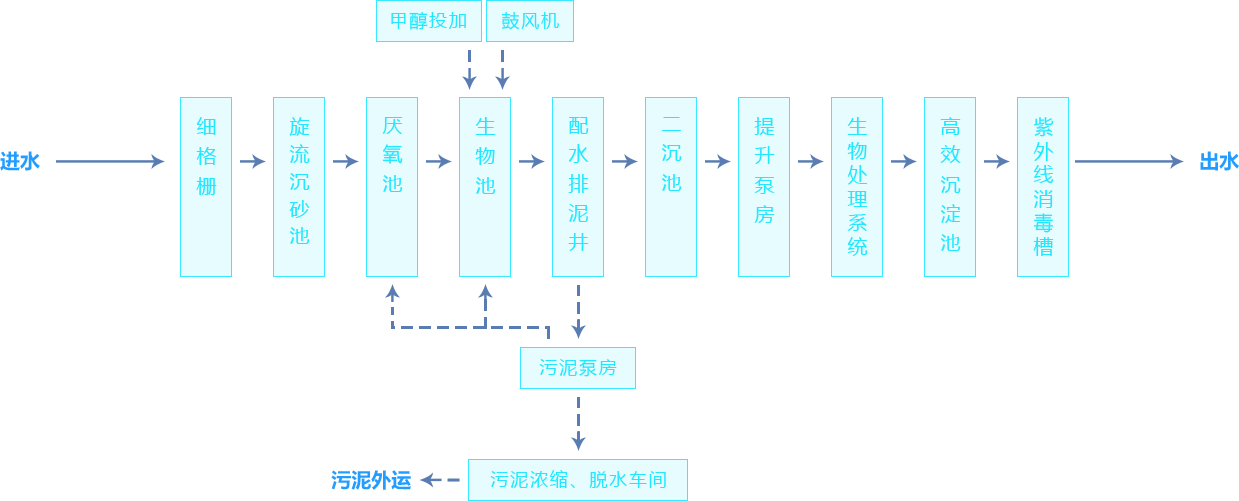 甲醇投加
鼓风机
进水
细格栅
旋流沉砂池
厌氧池
生物池
配水排泥井
二沉池
提升泵房
生物处理系统
高效沉淀池
紫外线消毒槽
出水
污泥泵房
污泥外运
污泥浓缩、脱水车间